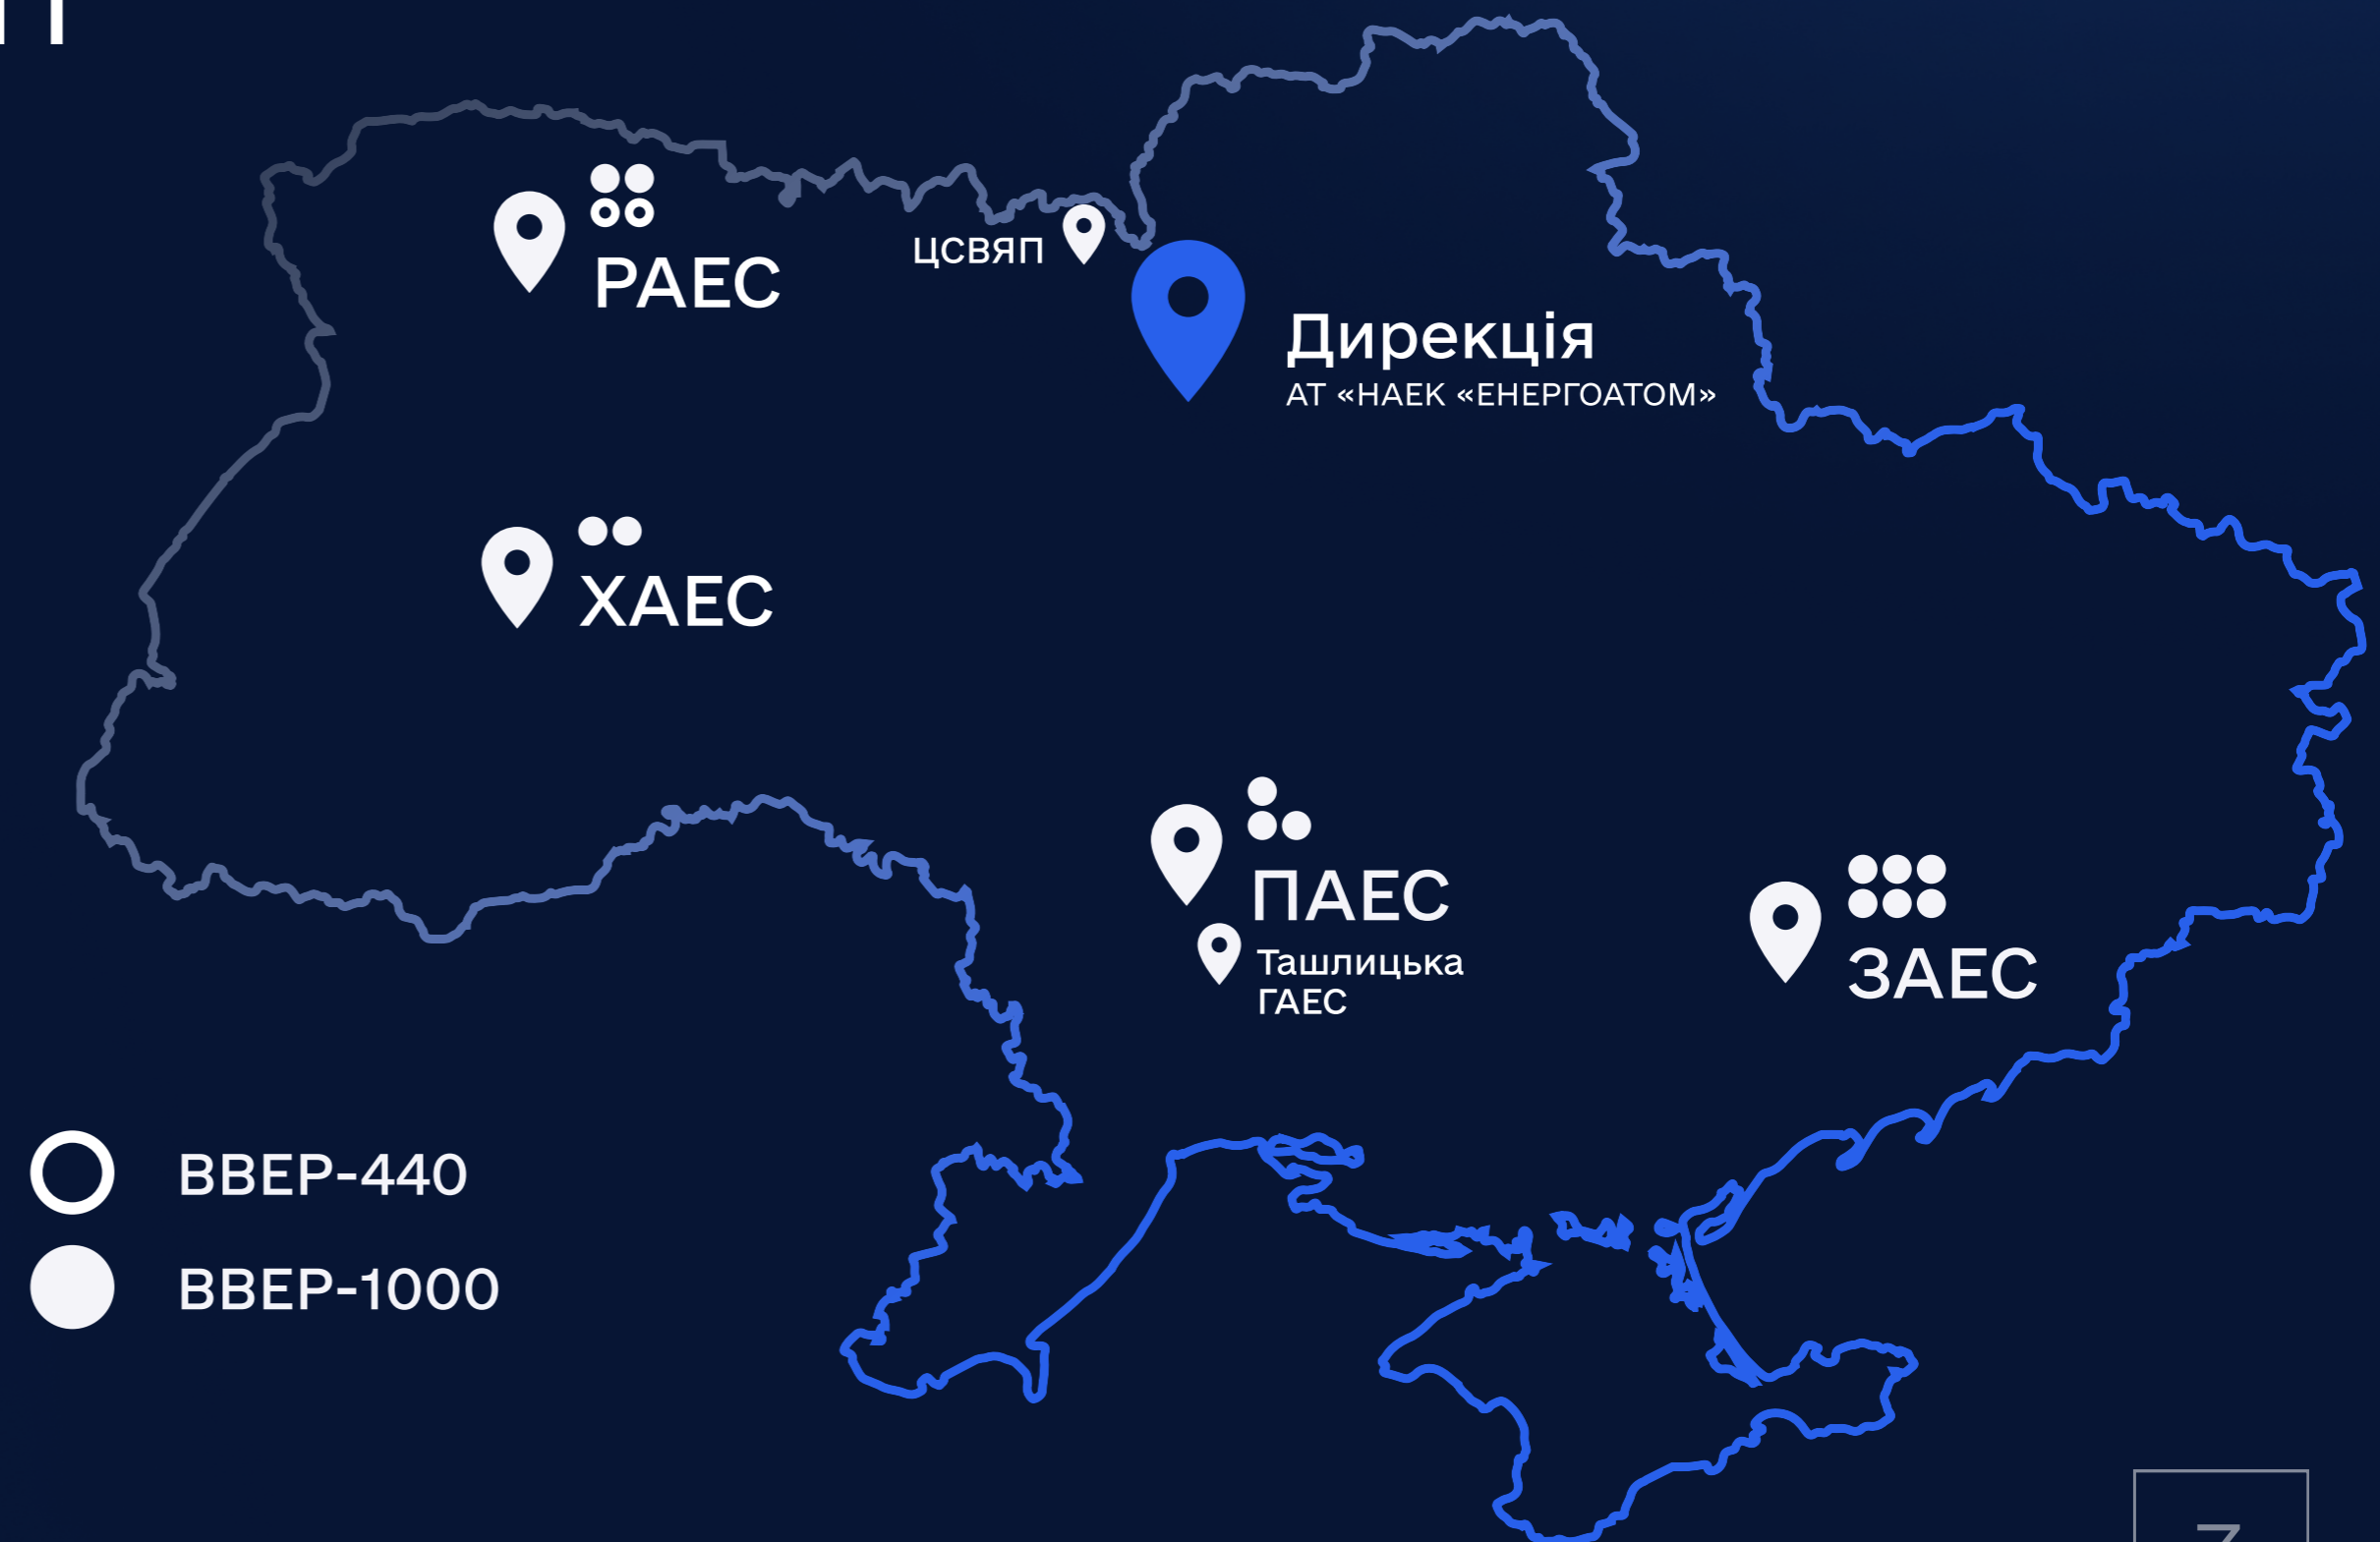 РАЕС
ЦСВЯП
Дирекція
АТ «НАЕК «ЕНЕРГОАТОМ»
ХАЕС
ПАЕС
Ташлицька
ГАЕС
ЗАЕС
ВВЕР-440
ВВЕР-1000